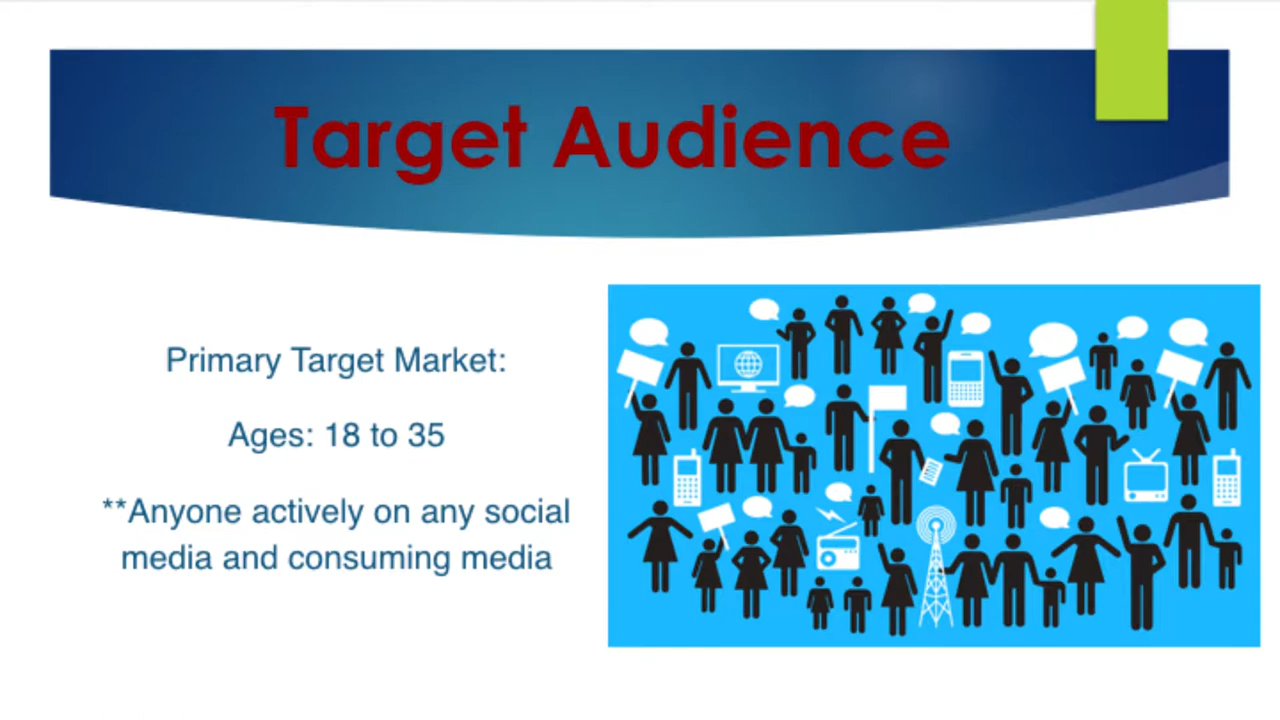 Target Audience
Primary Target Market:
Ages: 18 to 35
**Anyone actively on any social
media and consuming media